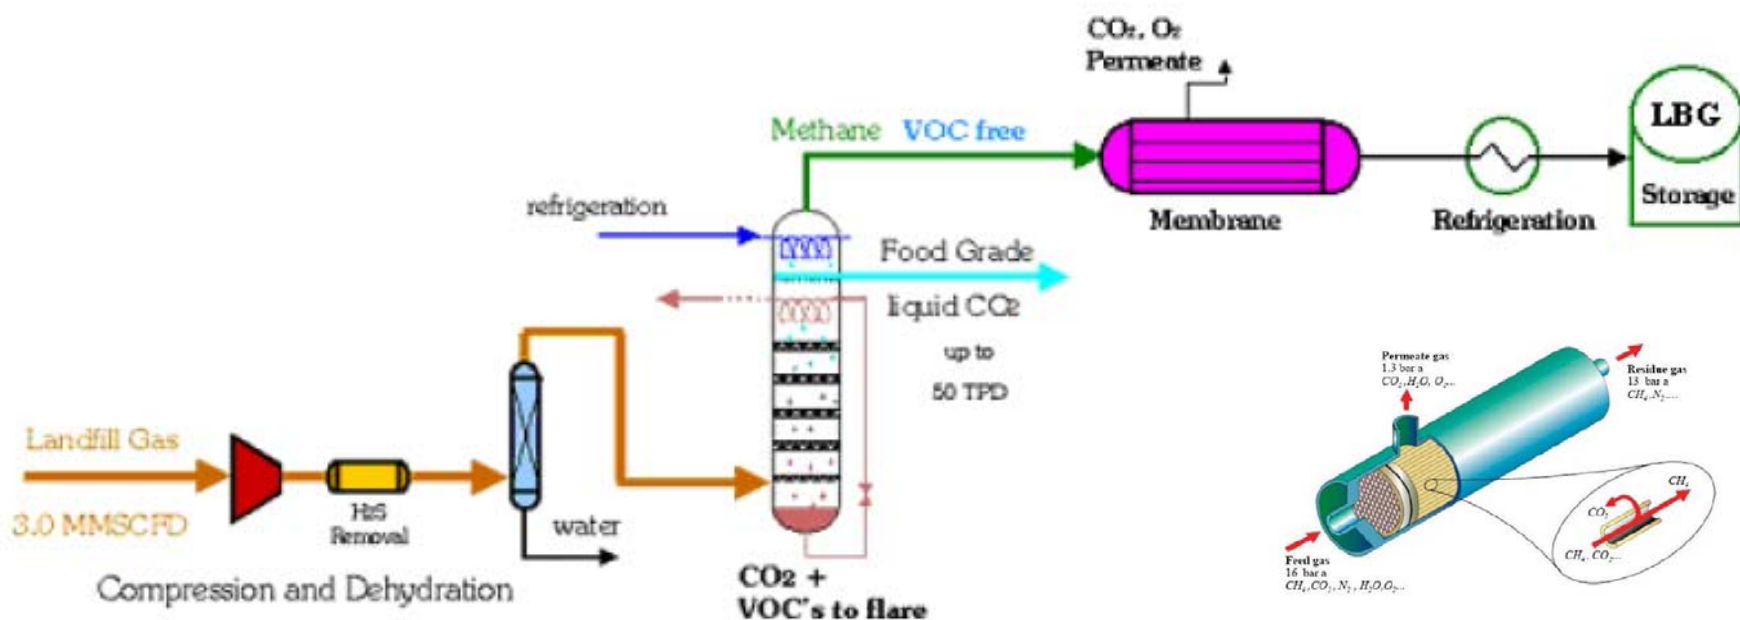 CO₂, O₂
Permeate
Methane VOC free
LBG
Storage
Membrane
Refrigeration
refrigeration
Food Grade
liquid CO2
up to
50 TPD
Landfill Gas
3.0 MMSCFD
H2S
Removal
water
Compression and Dehydration
CO2 +
VOC's to flare
Permeate gas
1.3 bar a
CO₂, H₂O, O₂...
Residue gas
13 bar a
CH₄, N₂....
CH₄
CO₂
CH₄, CO₂...
Feed gas
16 bar a
CH₄, CO₂, N₂, H₂O, O₂...